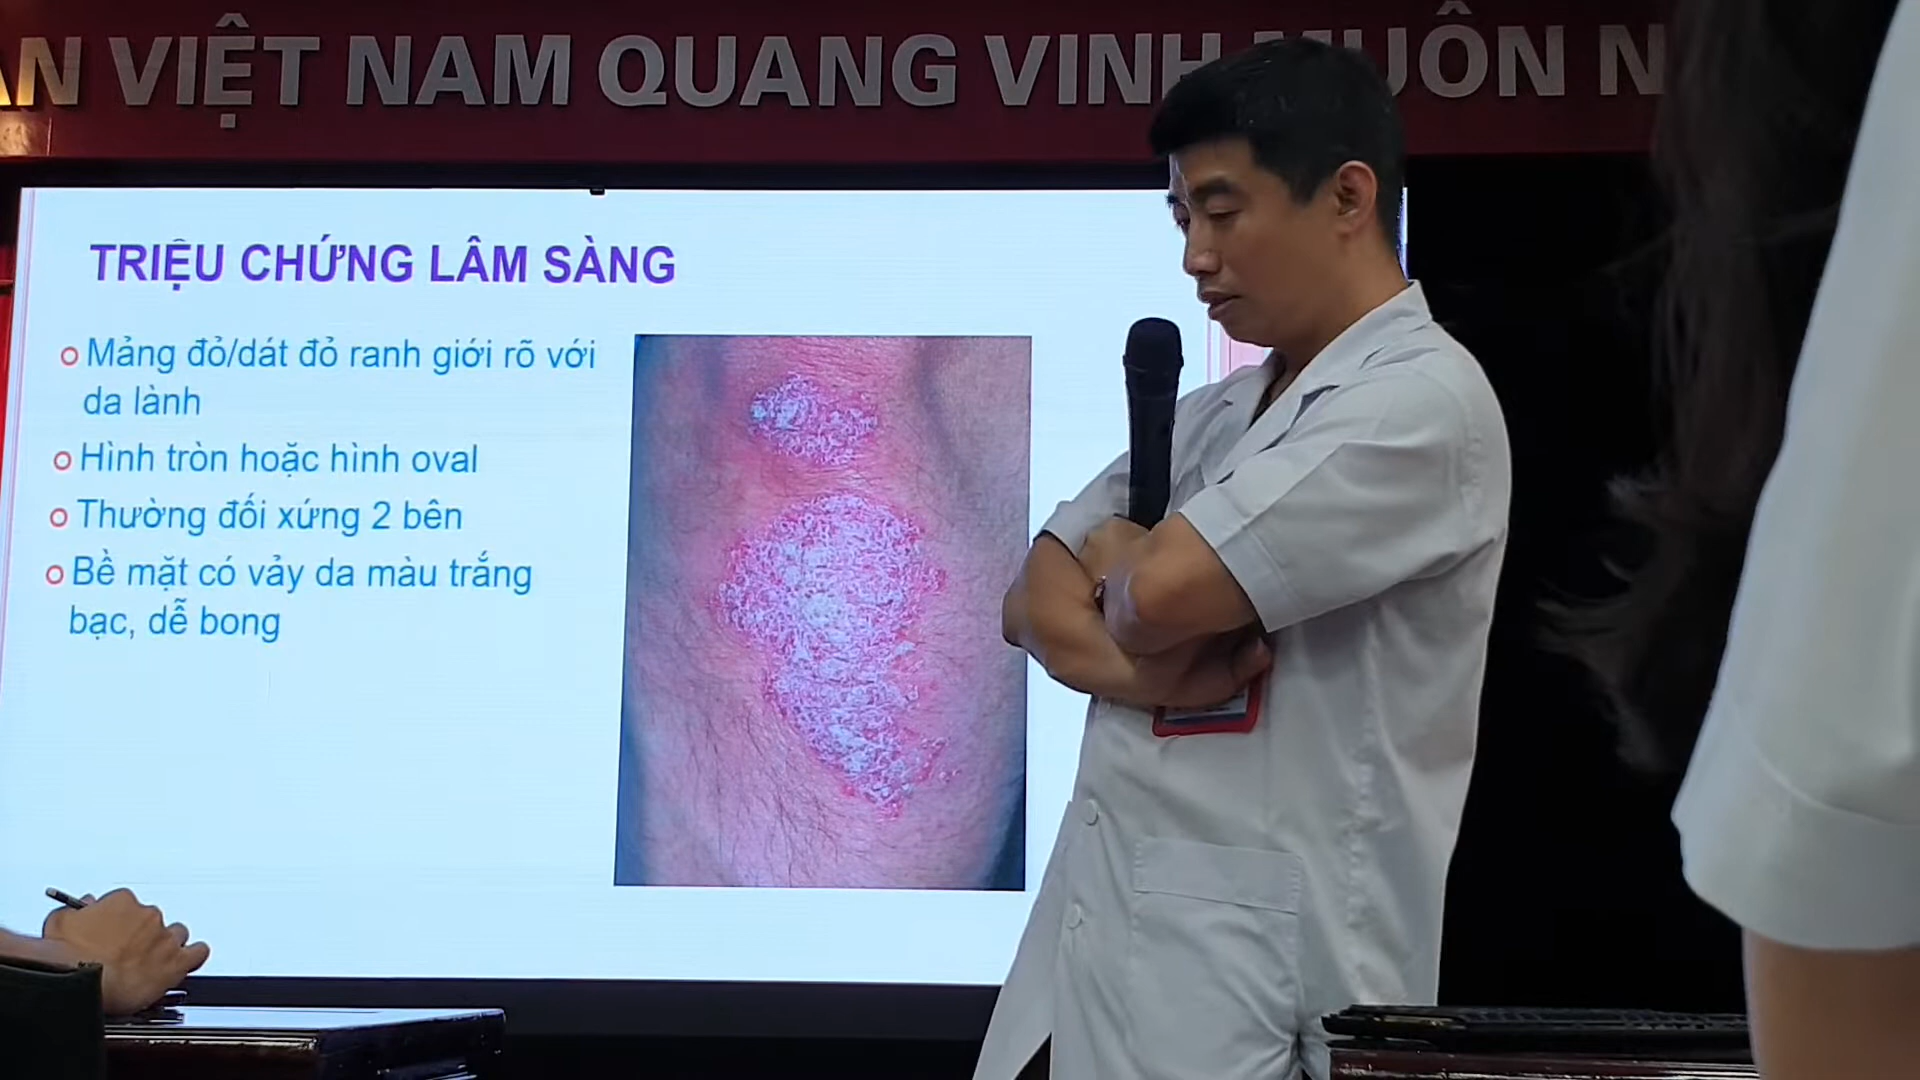 VIỆT NAM QUANG VINH MUÔN
TRIỆU CHỨNG LÂM SÀNG
Mảng đỏ/dát đỏ ranh giới rõ với
da lành
Hình tròn hoặc hình oval
Thường đối xứng 2 bên
Bề mặt có vảy da màu trắng
bạc, dễ bong